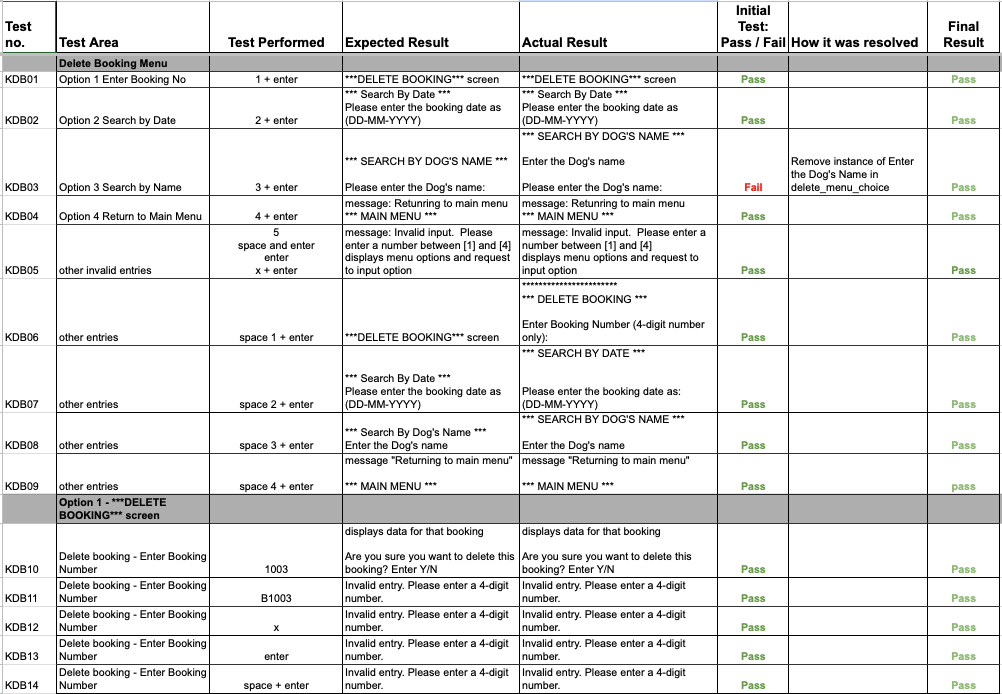 Test no. Test Area Test Performed Expected Result Actual Result Initial Test: Pass / Fail How it was resolved Final Result
Delete Booking Menu
KDB01 Option 1 Enter Booking No 1 + enter ***DELETE BOOKING*** screen ***DELETE BOOKING*** screen Pass Pass
KDB02 Option 2 Search by Date 2 + enter
*** Search By Date ***
Please enter the booking date as
(DD-MM-YYYY)
*** Search By Date ***
Please enter the booking date as
(DD-MM-YYYY)
Pass Pass
KDB03 Option 3 Search by Name 3 + enter
*** SEARCH BY DOG'S NAME ***
Please enter the Dog's name:
*** SEARCH BY DOG'S NAME ***
Enter the Dog's name
Please enter the Dog's name:
Fail
Remove instance of Enter
the Dog's Name in
delete_menu_choice
Pass
KDB04 Option 4 Return to Main Menu 4 + enter
message: Retunring to main menu
*** MAIN MENU ***
message: Retunring to main menu
*** MAIN MENU ***
Pass Pass
KDB05 other invalid entries
5
space and enter
enter
x + enter
message: Invalid input. Please
enter a number between [1] and [4]
displays menu options and request
to input option
message: Invalid input. Please enter a
number between [1] and [4]
displays menu options and request to
input option
Pass Pass
KDB06 other entries space 1 + enter ***DELETE BOOKING*** screen
***********************
*** DELETE BOOKING ***
Enter Booking Number (4-digit number
only):
Pass Pass
KDB07 other entries space 2 + enter
*** Search By Date ***
Please enter the booking date as
(DD-MM-YYYY)
*** SEARCH BY DATE ***
Please enter the booking date as:
(DD-MM-YYYY)
Pass Pass
KDB08 other entries space 3 + enter
*** Search By Dog's Name ***
Enter the Dog's name
*** SEARCH BY DOG'S NAME ***
Enter the Dog's name
Pass Pass
KDB09 other entries space 4 + enter
message "Returning to main menu"
*** MAIN MENU ***
message "Returning to main menu"
*** MAIN MENU ***
Pass pass
Option 1 - ***DELETE
BOOKING*** screen
KDB10
Delete booking - Enter Booking
Number
1003
displays data for that booking
Are you sure you want to delete this
booking? Enter Y/N
displays data for that booking
Are you sure you want to delete this
booking? Enter Y/N
Pass Pass
KDB11
Delete booking - Enter Booking
Number
B1003
Invalid entry. Please enter a 4-digit
number.
Invalid entry. Please enter a 4-digit
number.
Pass Pass
KDB12
Delete booking - Enter Booking
Number
x
Invalid entry. Please enter a 4-digit
number.
Invalid entry. Please enter a 4-digit
number.
Pass Pass
KDB13
Delete booking - Enter Booking
Number
enter
Invalid entry. Please enter a 4-digit
number.
Invalid entry. Please enter a 4-digit
number.
Pass Pass
KDB14
Delete booking - Enter Booking
Number
space + enter
Invalid entry. Please enter a 4-digit
number.
Invalid entry. Please enter a 4-digit
number.
Pass Pass